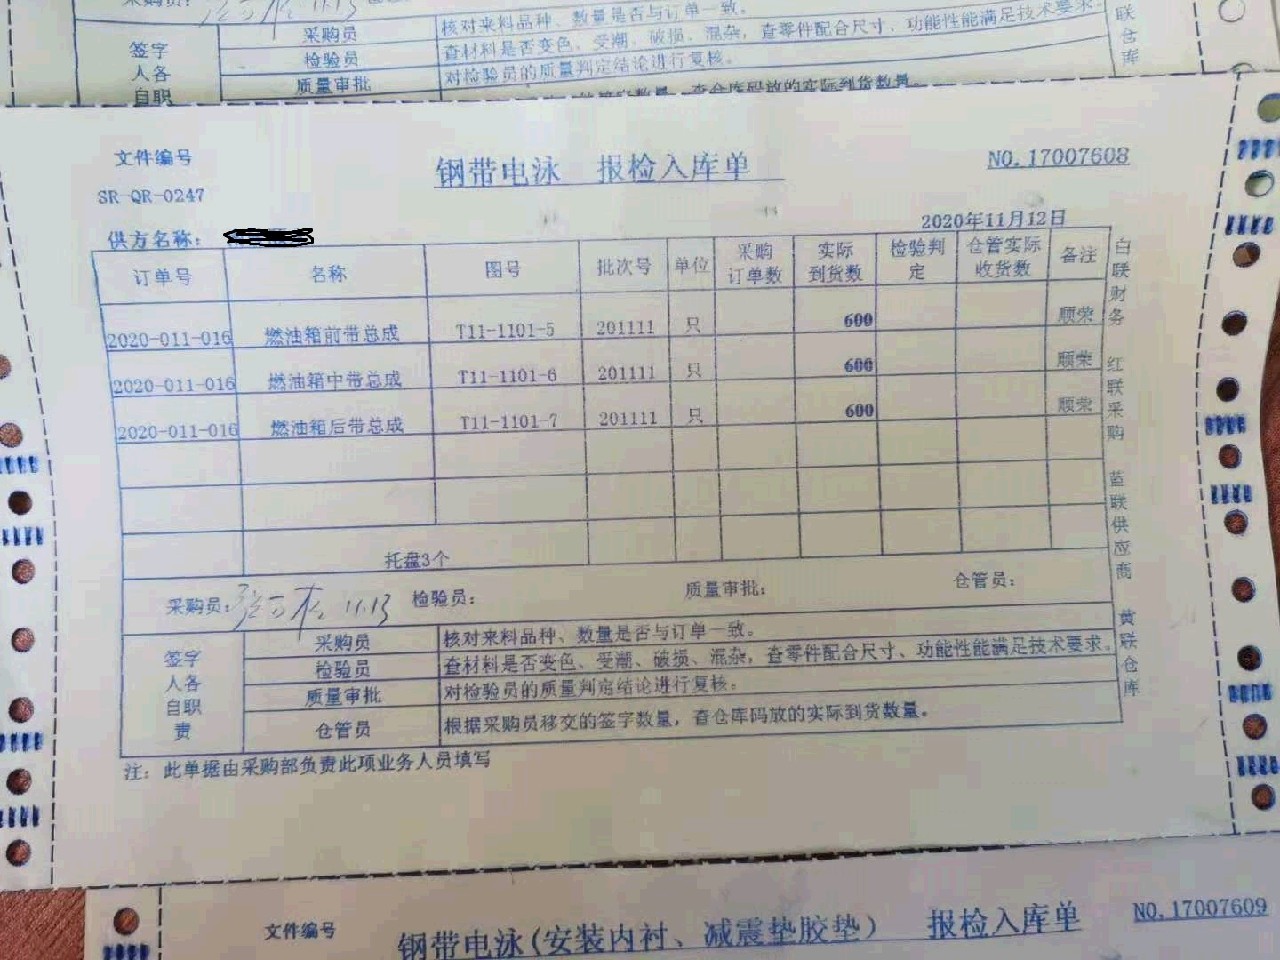 采购员:
签字
人各
自职
采购员 核对来料品种、数量是否与订单一致。
检验员 查材料是否变色、受潮、破损、混杂，查零件配合尺寸、功能性能满足技术要求。
质量审批 对检验员的质量判定结论进行复核。
查仓库码放的实际到货数量。
联
仓
库
文件编号
SR-QR-0247
钢带电泳 报检入库单
NO.17007608
供方名称:
2020年11月12日
订单号 名称 图号 批次号 单位 采购订单数 实际到货数 检验判定 仓管实际收货数 备注
2020-011-016 燃油箱前带总成 T11-1101-5 201111 只 600 顺荣
2020-011-016 燃油箱中带总成 T11-1101-6 201111 只 600 顺荣
2020-011-016 燃油箱后带总成 T11-1101-7 201111 只 600 顺荣
托盘3个
采购员: 11.13 检验员: 质量审批: 仓管员:
签字
人各
自职
责
采购员 核对来料品种、数量是否与订单一致。
检验员 查材料是否变色、受潮、破损、混杂，查零件配合尺寸、功能性能满足技术要求。
质量审批 对检验员的质量判定结论进行复核。
仓管员 根据采购员移交的签字数量，查仓库码放的实际到货数量。
注: 此单据由采购部负责此项业务人员填写
白联财务 红联采购 蓝联供应商 黄联仓库
文件编号
钢带电泳(安装内衬、减震垫胶垫) 报检入库单
NO.17007609